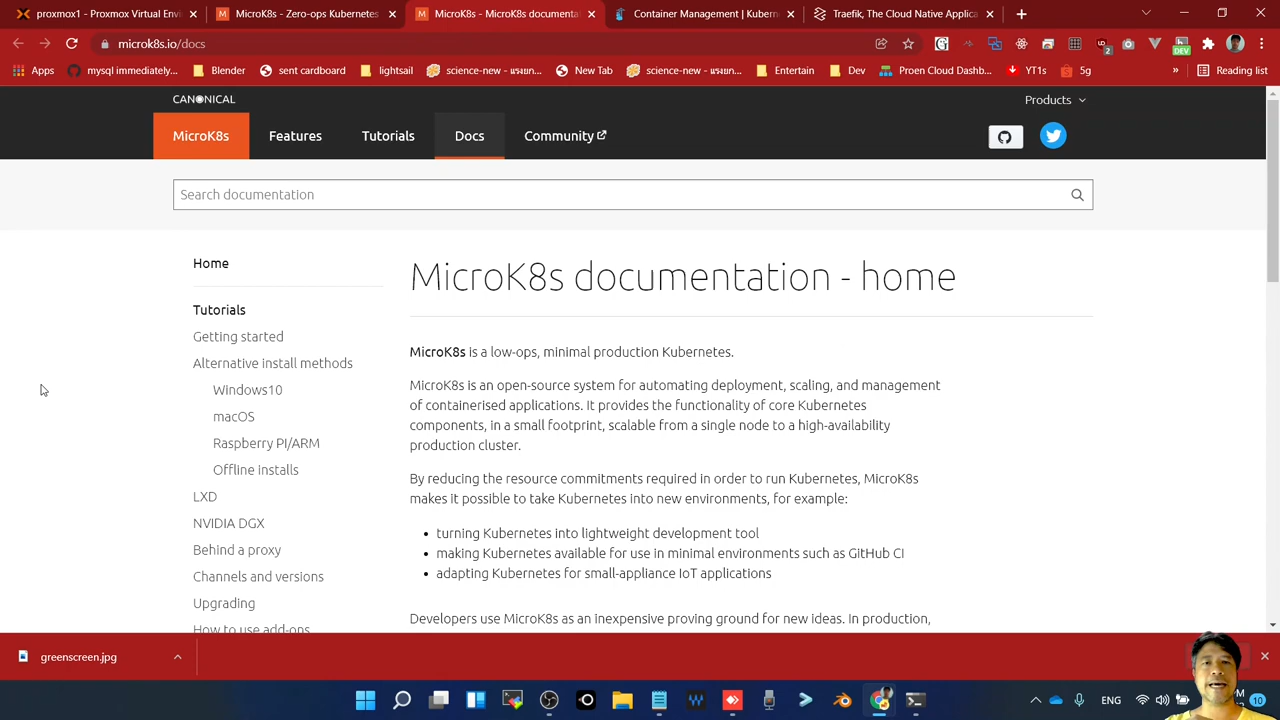 proxmox1 - Proxmox Virtual Envi
MicroK8s - Zero-ops Kubernetes
MicroK8s - MicroK8s documenta
Container Management | Kubern
Traefik, The Cloud Native Applica
microk8s.io/docs
Apps
mysql immediately...
Blender
sent cardboard
lightsail
New Tab
Entertain
Dev
Proen Cloud Dashb...
YT1s
5g
»
Reading list
CANONICAL
Products
MicroK8s
Features
Tutorials
Docs
Community
Search documentation
Home
Tutorials
Getting started
Alternative install methods
Windows10
macOS
Raspberry PI/ARM
Offline installs
LXD
NVIDIA DGX
Behind a proxy
Channels and versions
Upgrading
How to use add-ons
MicroK8s documentation - home
MicroK8s is a low-ops, minimal production Kubernetes.
MicroK8s is an open-source system for automating deployment, scaling, and management
of containerised applications. It provides the functionality of core Kubernetes
components, in a small footprint, scalable from a single node to a high-availability
production cluster.
By reducing the resource commitments required in order to run Kubernetes, MicroK8s
makes it possible to take Kubernetes into new environments, for example:
• turning Kubernetes into lightweight development tool
• making Kubernetes available for use in minimal environments such as GitHub CI
• adapting Kubernetes for small-appliance IoT applications
Developers use MicroK8s as an inexpensive proving ground for new ideas. In production,
greenscreen.jpg
ENG